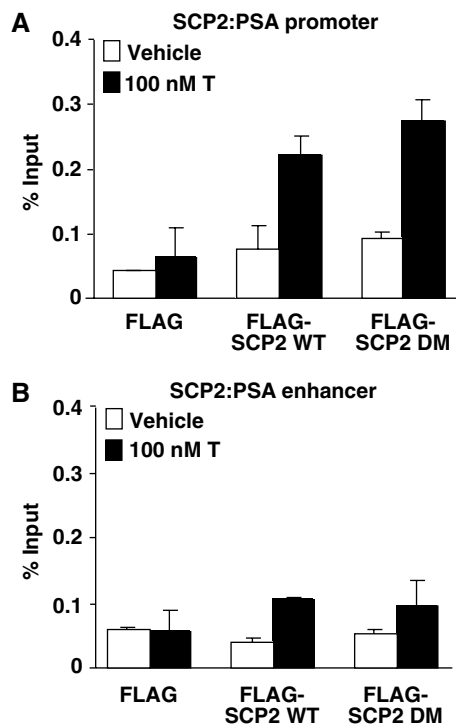 A
SCP2:PSA promoter
Vehicle
100 nM T
% Input
0.4
0.3
0.2
0.1
0
FLAG
FLAG-
SCP2 WT
FLAG-
SCP2 DM
B
SCP2:PSA enhancer
Vehicle
100 nM T
% Input
0.4
0.3
0.2
0.1
0
FLAG
FLAG-
SCP2 WT
FLAG-
SCP2 DM